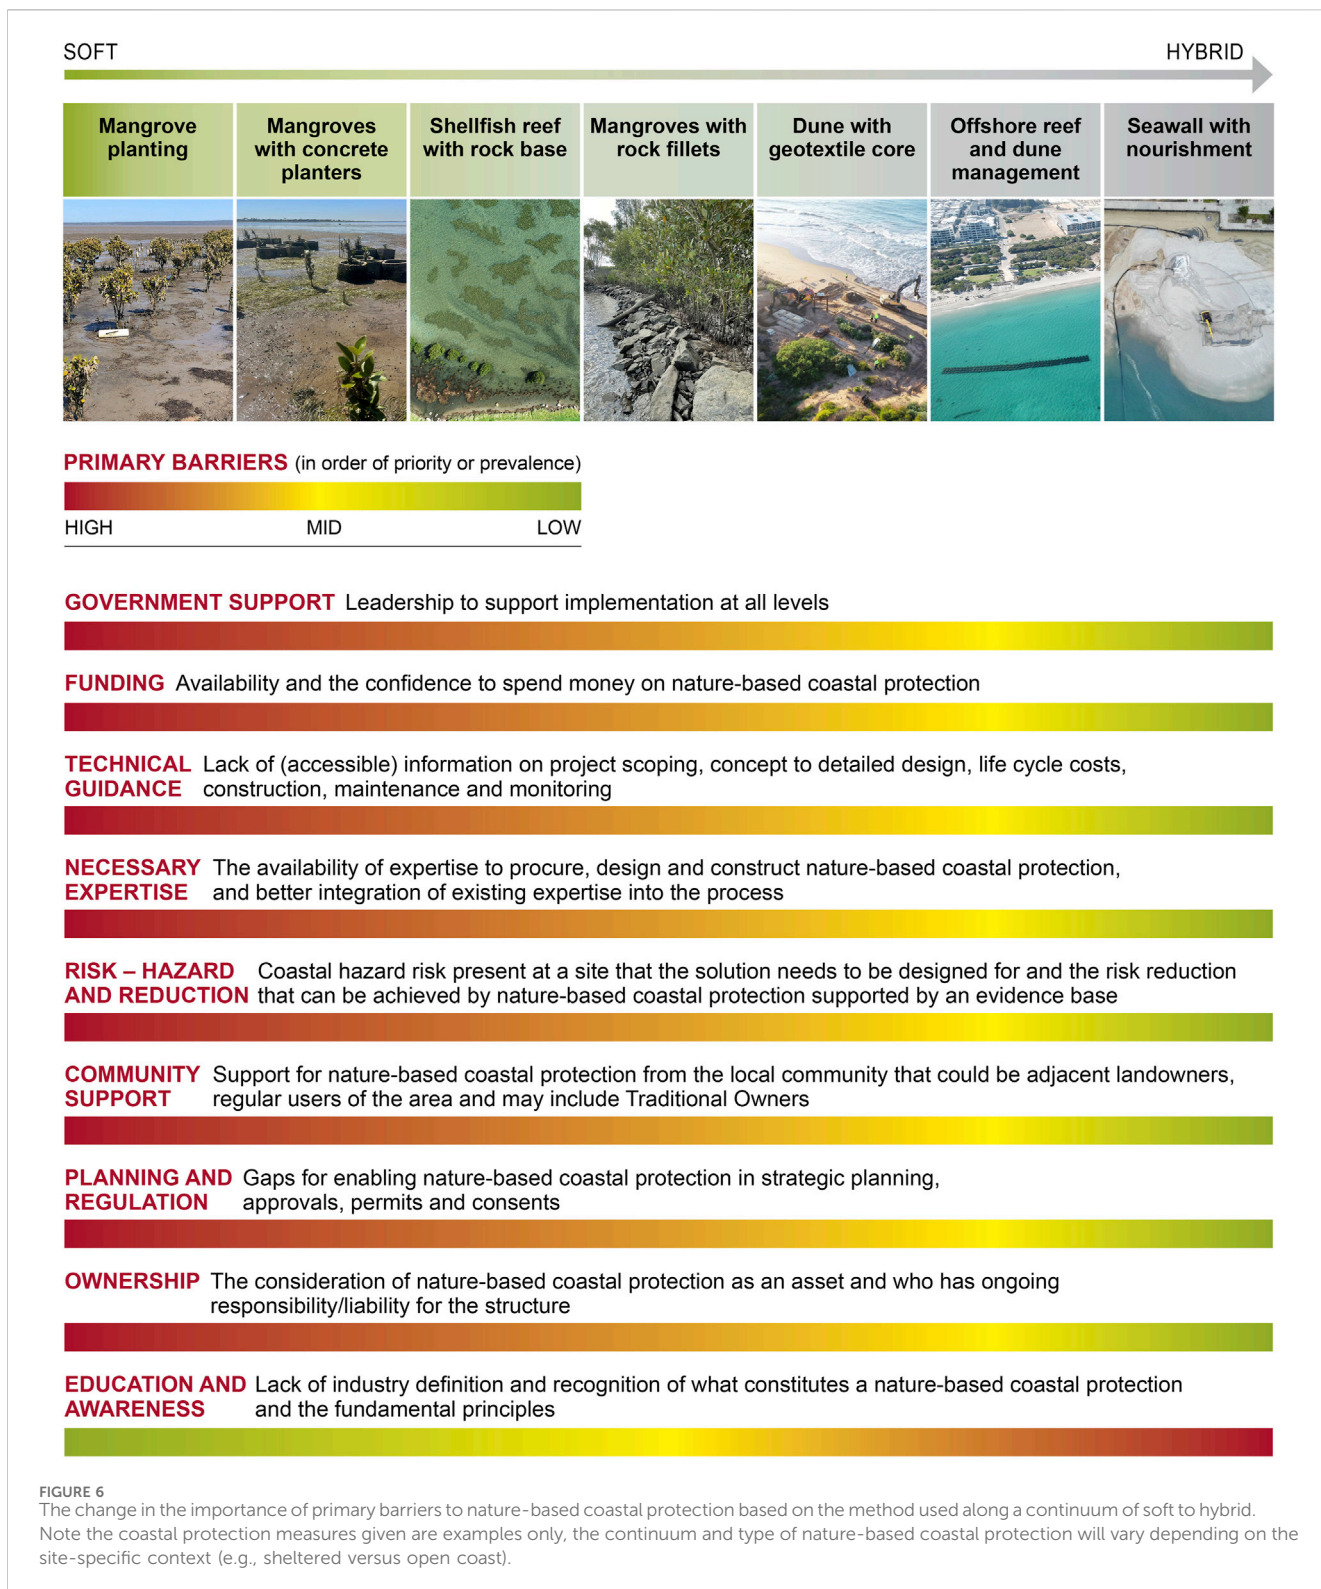 SOFT
HYBRID
Mangrove
planting
Mangroves
with concrete
planters
Shellfish reef
with rock base
Mangroves with
rock fillets
Dune with
geotextile core
Offshore reef
and dune
management
Seawall with
nourishment
PRIMARY BARRIERS (in order of priority or prevalence)
HIGH MID LOW
GOVERNMENT SUPPORT Leadership to support implementation at all levels
FUNDING Availability and the confidence to spend money on nature-based coastal protection
TECHNICAL Lack of (accessible) information on project scoping, concept to detailed design, life cycle costs,
GUIDANCE construction, maintenance and monitoring
NECESSARY The availability of expertise to procure, design and construct nature-based coastal protection,
EXPERTISE and better integration of existing expertise into the process
RISK – HAZARD Coastal hazard risk present at a site that the solution needs to be designed for and the risk reduction
AND REDUCTION that can be achieved by nature-based coastal protection supported by an evidence base
COMMUNITY Support for nature-based coastal protection from the local community that could be adjacent landowners,
SUPPORT regular users of the area and may include Traditional Owners
PLANNING AND Gaps for enabling nature-based coastal protection in strategic planning,
REGULATION approvals, permits and consents
OWNERSHIP The consideration of nature-based coastal protection as an asset and who has ongoing
responsibility/liability for the structure
EDUCATION AND Lack of industry definition and recognition of what constitutes a nature-based coastal protection
AWARENESS and the fundamental principles
FIGURE 6
The change in the importance of primary barriers to nature-based coastal protection based on the method used along a continuum of soft to hybrid.
Note the coastal protection measures given are examples only, the continuum and type of nature-based coastal protection will vary depending on the
site-specific context (e.g., sheltered versus open coast).